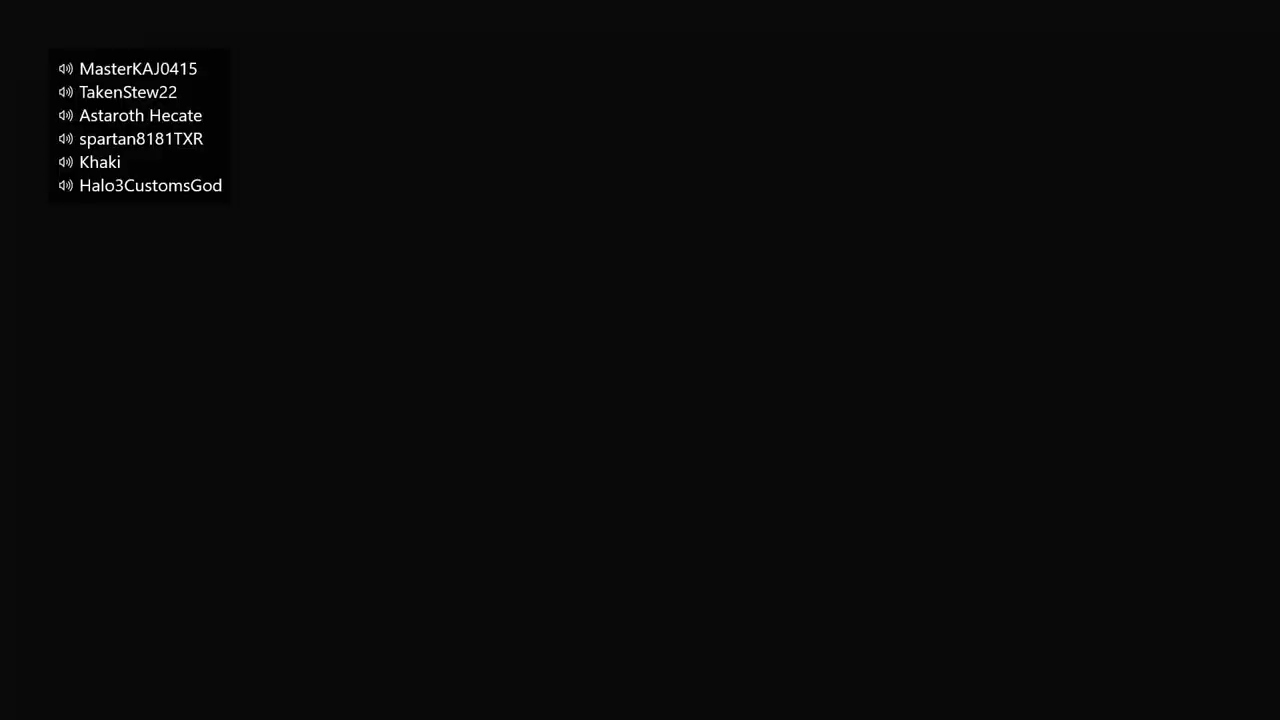 MasterKAJ0415
TakenStew22
Astaroth Hecate
spartan8181TXR
Khaki
Halo3CustomsGod